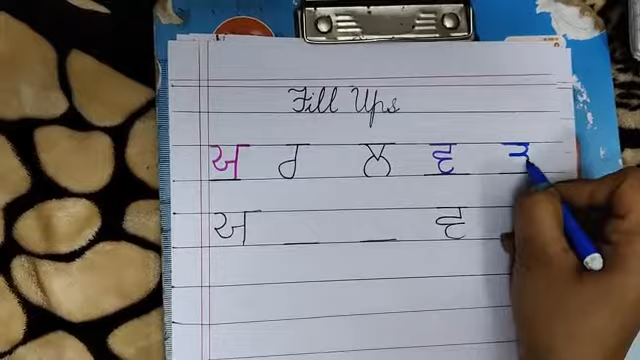 Fill Ups
ਯ ਰ ਲ ਵ
ਯ _ _ ਵ